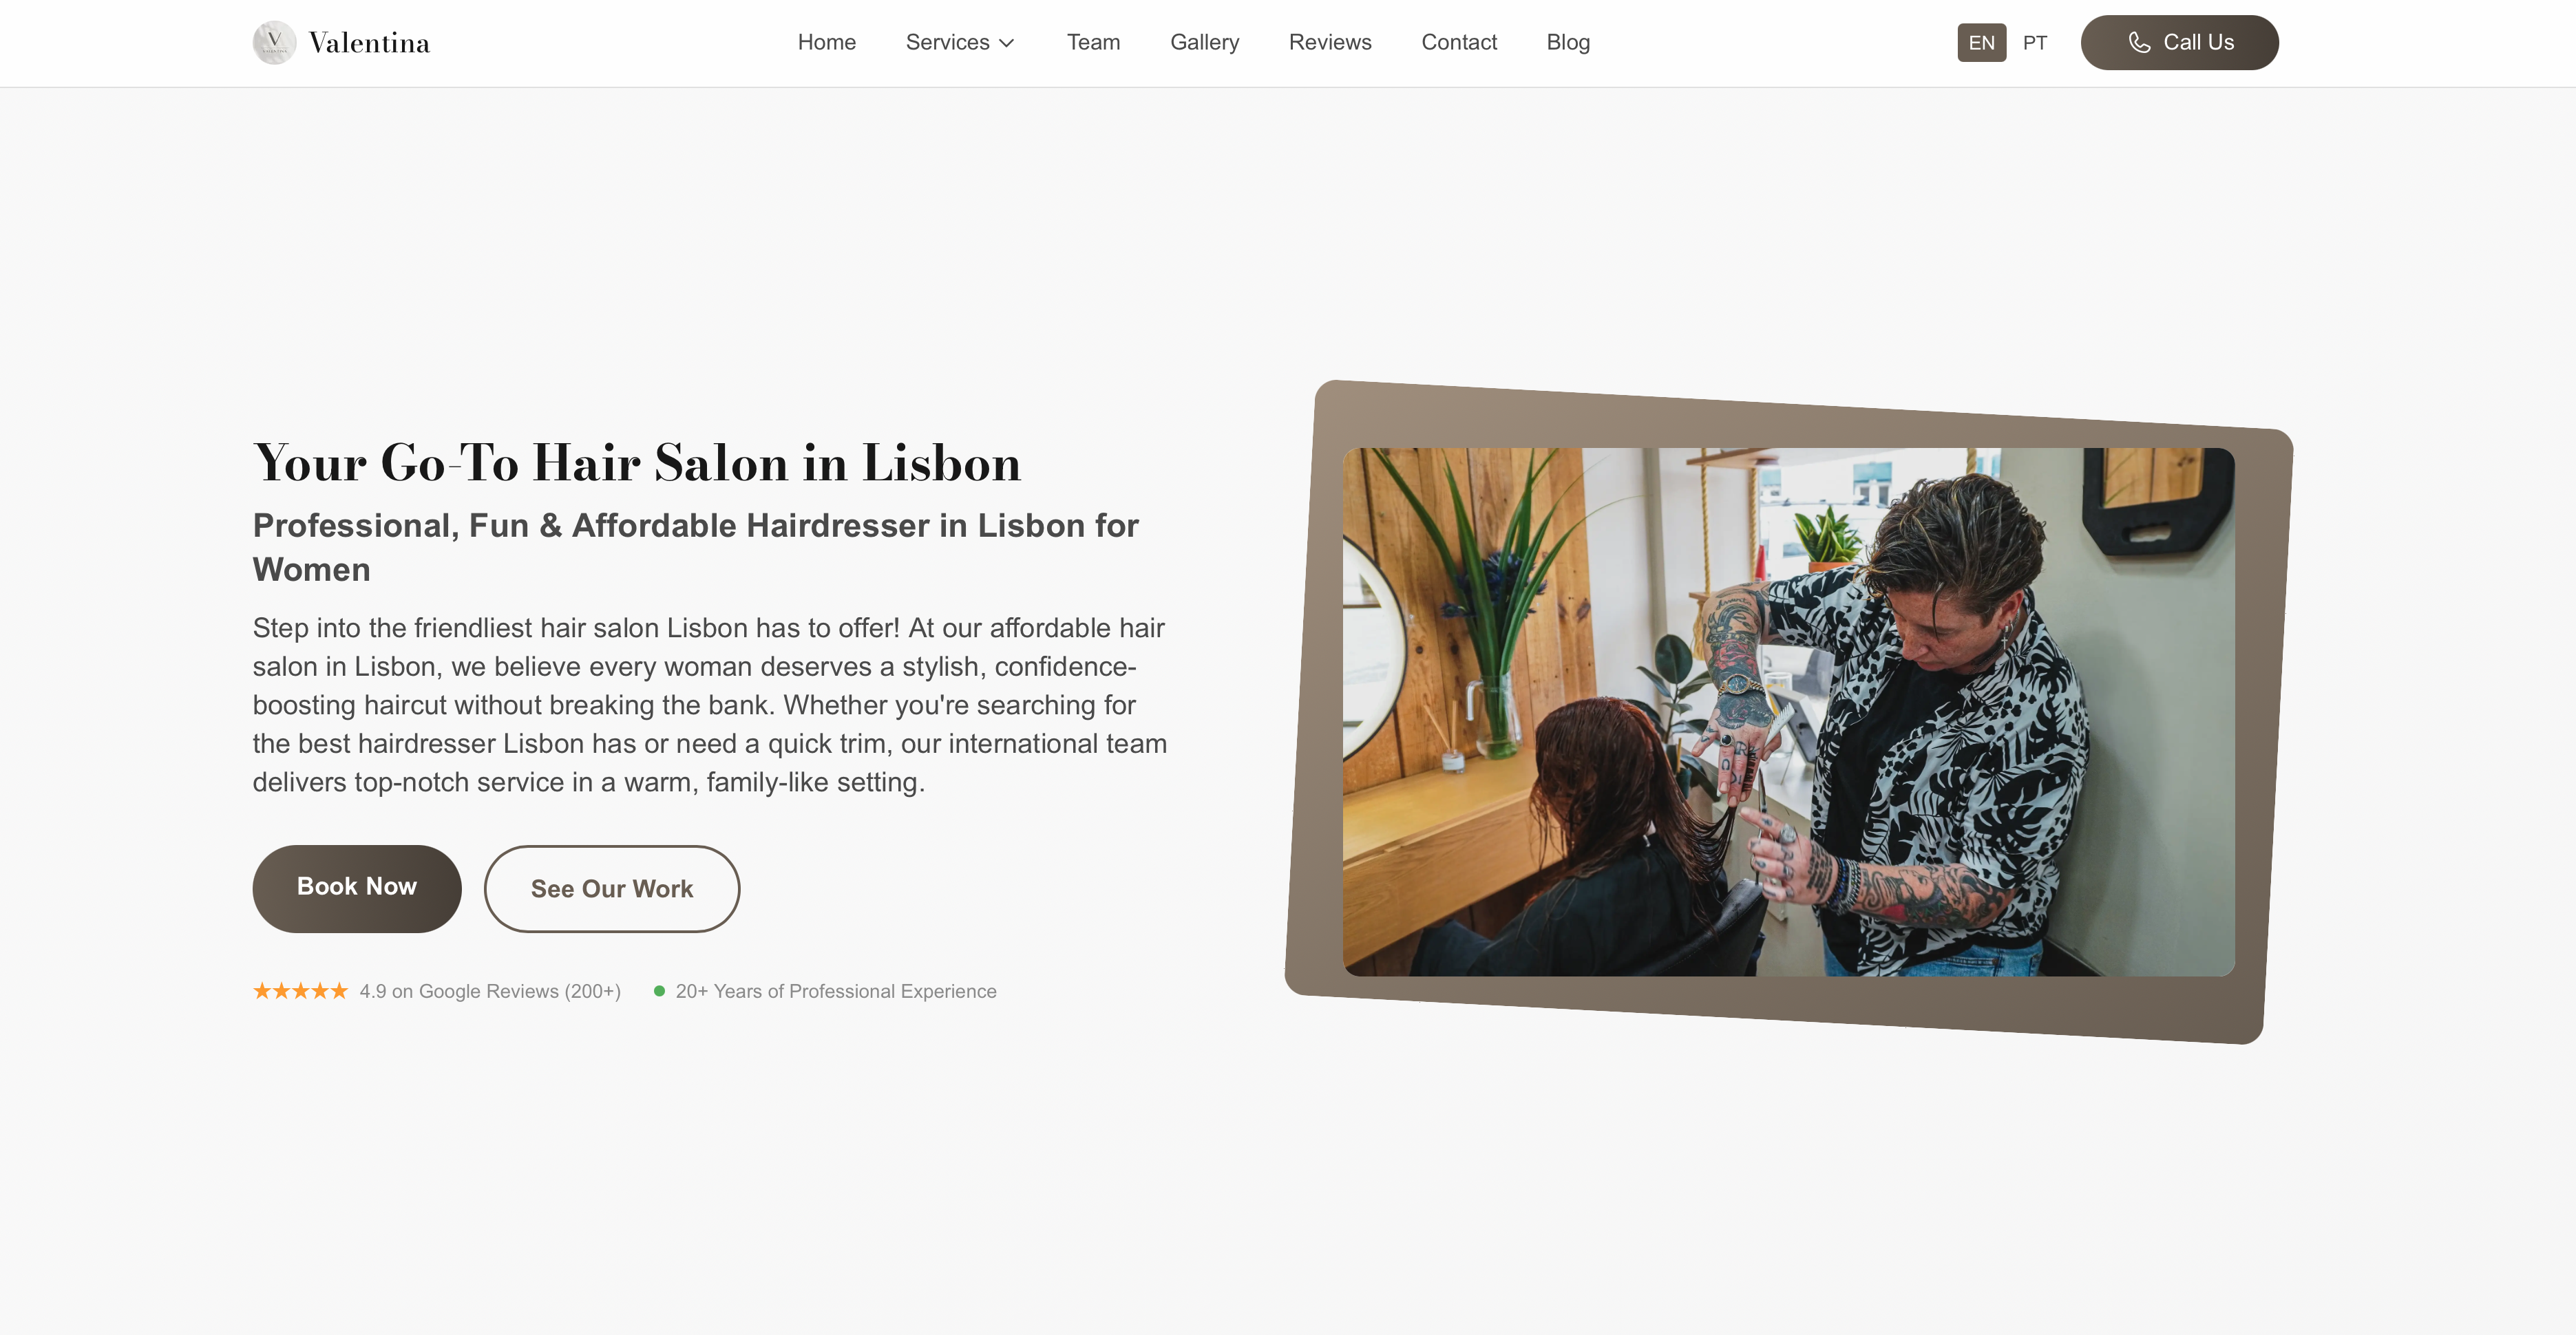 Valentina
Home
Services
Team
Gallery
Reviews
Contact
Blog
EN
PT
Call Us
Your Go-To Hair Salon in Lisbon
Professional, Fun & Affordable Hairdresser in Lisbon for
Women
Step into the friendliest hair salon Lisbon has to offer! At our affordable hair
salon in Lisbon, we believe every woman deserves a stylish, confidence-
boosting haircut without breaking the bank. Whether you're searching for
the best hairdresser Lisbon has or need a quick trim, our international team
delivers top-notch service in a warm, family-like setting.
Book Now
See Our Work
4.9 on Google Reviews (200+)
20+ Years of Professional Experience